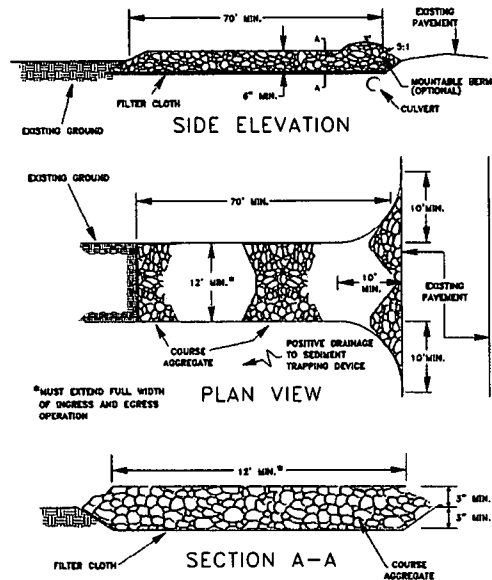 70' MIN.
EXISTING
PAVEMENT
A
5:1
MOUNTABLE BERM
(OPTIONAL)
FILTER CLOTH
6" MIN.
A
CULVERT
EXISTING GROUND
SIDE ELEVATION
EXISTING GROUND
70' MIN.
10'MIN.
12' MIN.*
10'
MIN.
EXISTING
PAVEMENT
COURSE
AGGREGATE
POSITIVE DRAINAGE
TO SEDIMENT
TRAPPING DEVICE
10'MIN.
*MUST EXTEND FULL WIDTH
OF INGRESS AND EGRESS
OPERATION
PLAN VIEW
12' MIN.*
3" MIN.
3" MIN.
FILTER CLOTH
COURSE
AGGREGATE
SECTION A-A